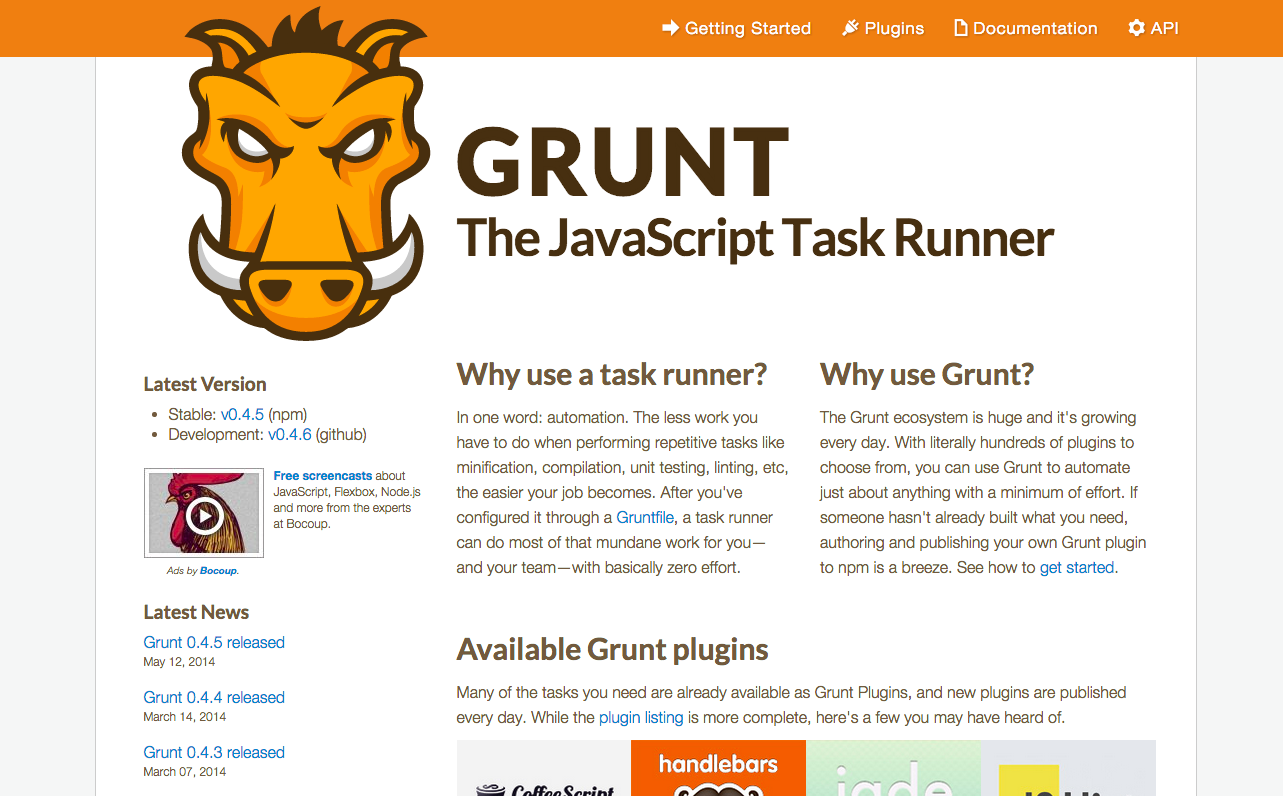 Getting Started
Plugins
Documentation
API
GRUNT
The JavaScript Task Runner
Latest Version
Stable: v0.4.5 (npm)
Development: v0.4.6 (github)
Free screencasts about
JavaScript, Flexbox, Node.js
and more from the experts
at Bocoup.
Ads by Bocoup.
Latest News
Grunt 0.4.5 released
May 12, 2014
Grunt 0.4.4 released
March 14, 2014
Grunt 0.4.3 released
March 07, 2014
Why use a task runner?
In one word: automation. The less work you
have to do when performing repetitive tasks like
minification, compilation, unit testing, linting, etc,
the easier your job becomes. After you've
configured it through a Gruntfile, a task runner
can do most of that mundane work for you—
and your team—with basically zero effort.
Why use Grunt?
The Grunt ecosystem is huge and it's growing
every day. With literally hundreds of plugins to
choose from, you can use Grunt to automate
just about anything with a minimum of effort. If
someone hasn't already built what you need,
authoring and publishing your own Grunt plugin
to npm is a breeze. See how to get started.
Available Grunt plugins
Many of the tasks you need are already available as Grunt Plugins, and new plugins are published
every day. While the plugin listing is more complete, here's a few you may have heard of.
CoffeeScript
handlebars
jade